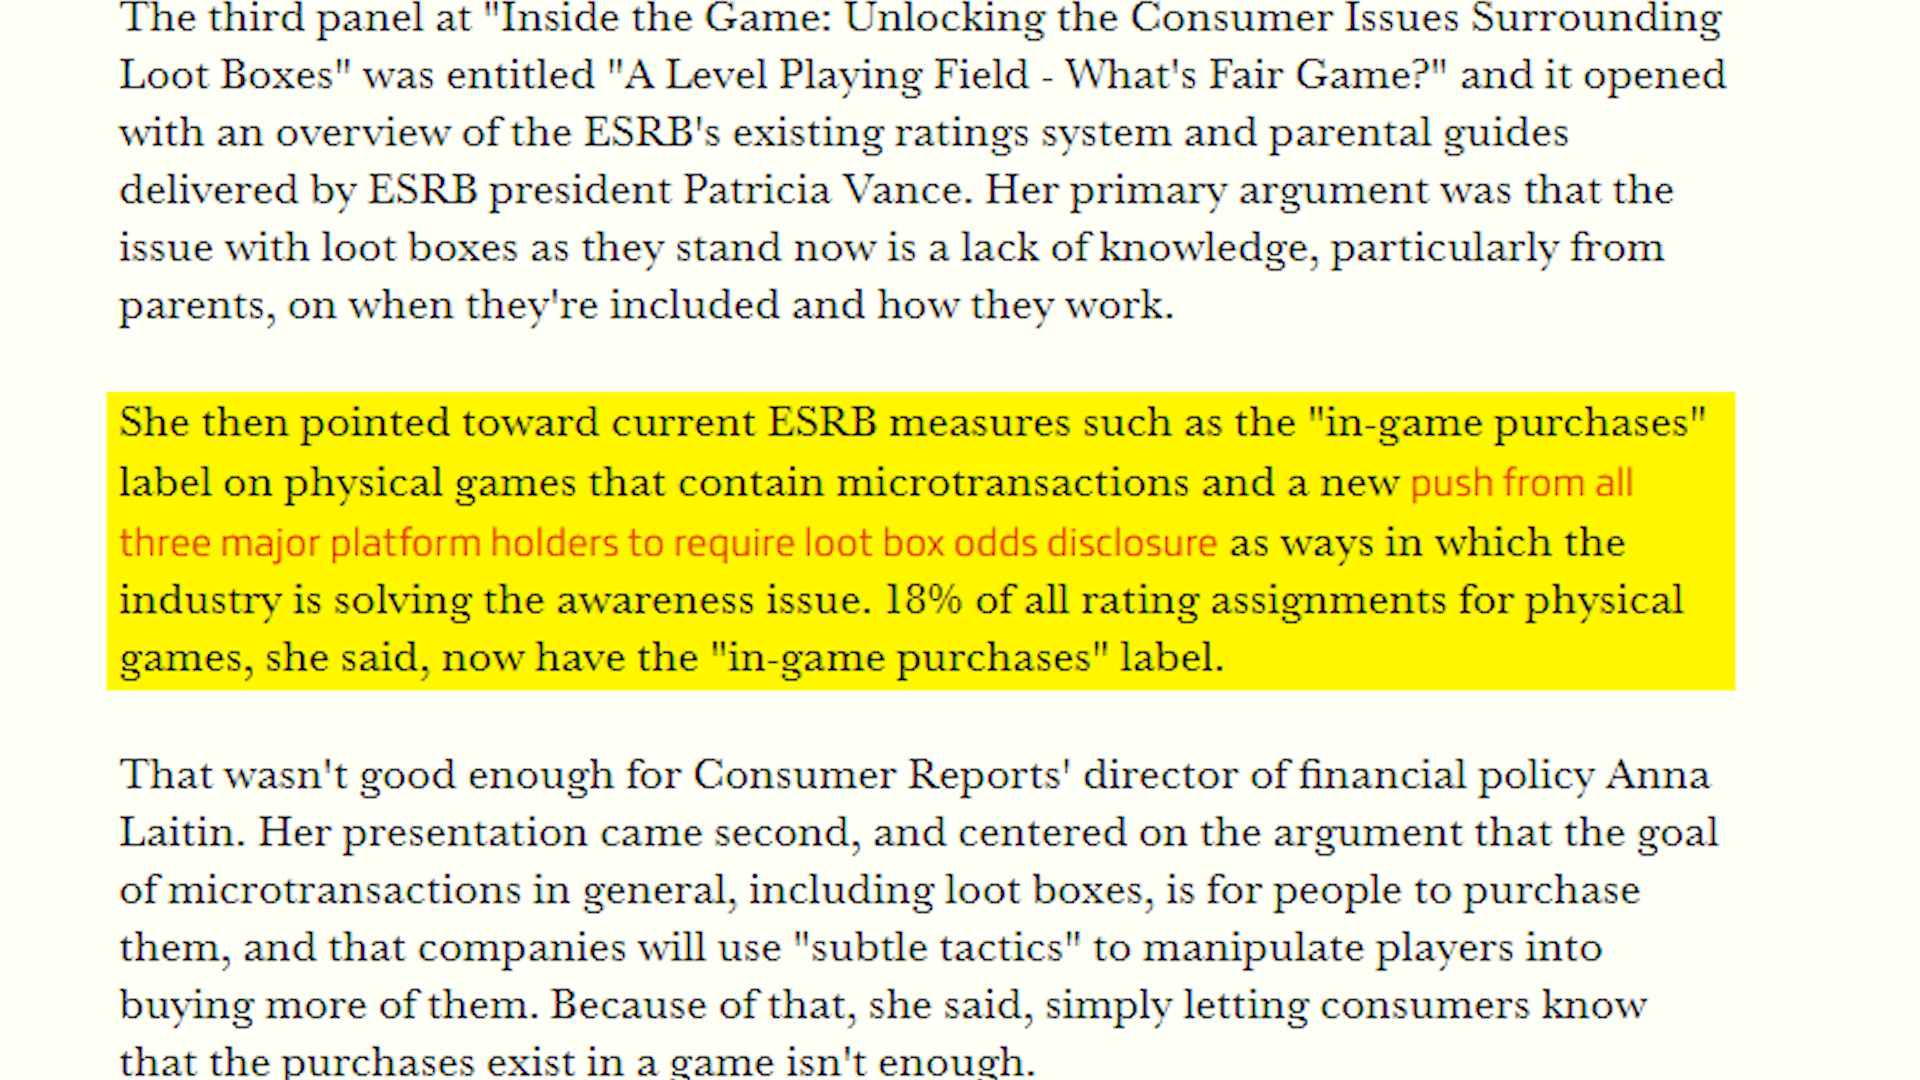 The third panel at "Inside the Game: Unlocking the Consumer Issues Surrounding
Loot Boxes" was entitled "A Level Playing Field - What's Fair Game?" and it opened
with an overview of the ESRB's existing ratings system and parental guides
delivered by ESRB president Patricia Vance. Her primary argument was that the
issue with loot boxes as they stand now is a lack of knowledge, particularly from
parents, on when they're included and how they work.
She then pointed toward current ESRB measures such as the "in-game purchases"
label on physical games that contain microtransactions and a new push from all
three major platform holders to require loot box odds disclosure as ways in which the
industry is solving the awareness issue. 18% of all rating assignments for physical
games, she said, now have the "in-game purchases" label.
That wasn't good enough for Consumer Reports' director of financial policy Anna
Laitin. Her presentation came second, and centered on the argument that the goal
of microtransactions in general, including loot boxes, is for people to purchase
them, and that companies will use "subtle tactics" to manipulate players into
buying more of them. Because of that, she said, simply letting consumers know
that the purchases exist in a game isn't enough.